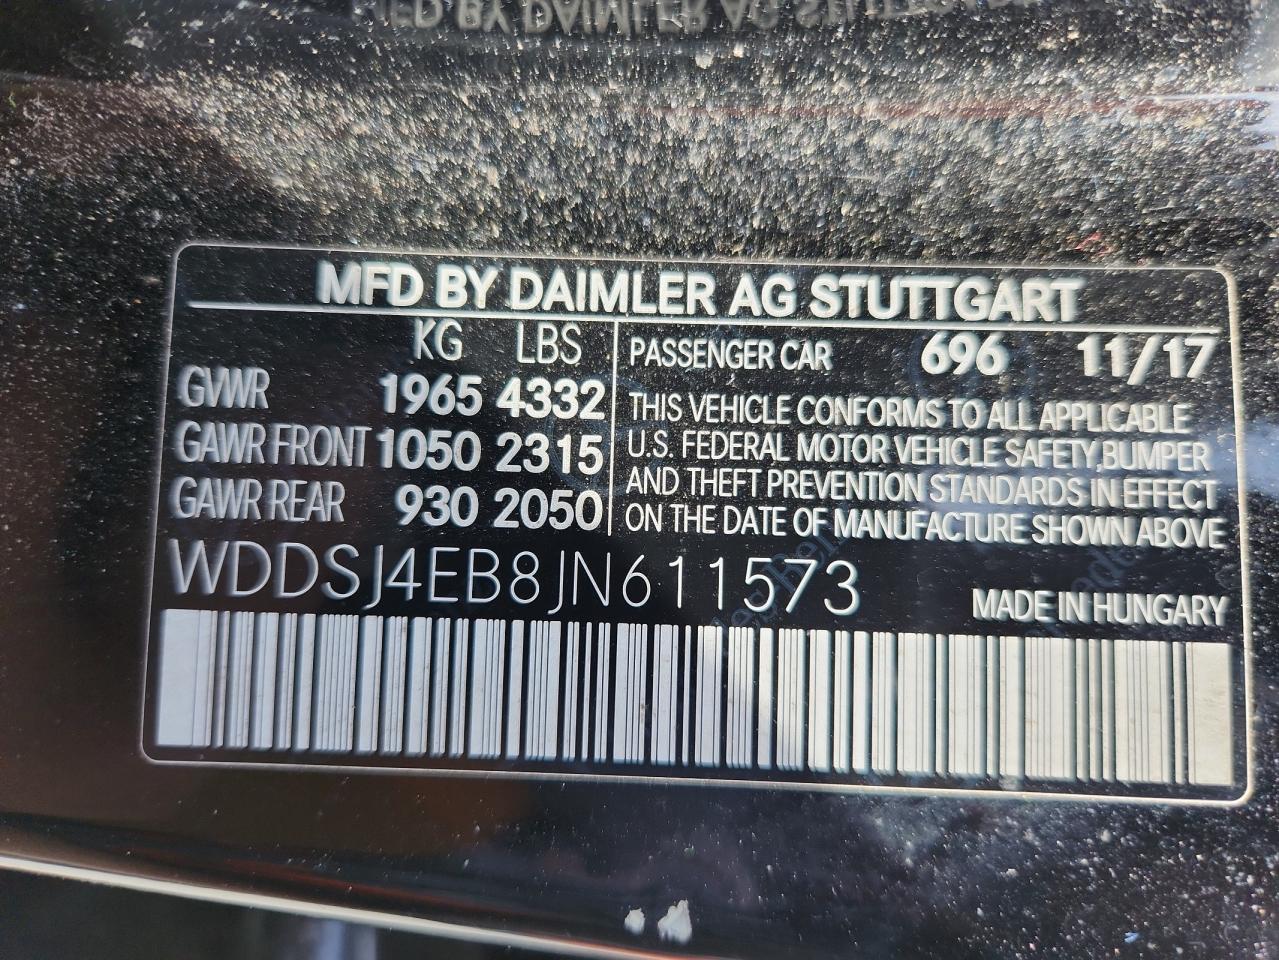 MFD BY DAIMLER AG STUTTGART
KG LBS
GVWR 1965 4332
GAWR FRONT 1050 2315
GAWR REAR 930 2050
PASSENGER CAR 696 11/17
THIS VEHICLE CONFORMS TO ALL APPLICABLE
U.S. FEDERAL MOTOR VEHICLE SAFETY, BUMPER
AND THEFT PREVENTION STANDARDS IN EFFECT
ON THE DATE OF MANUFACTURE SHOWN ABOVE
WDDSJ4EB8JN611573
MADE IN HUNGARY